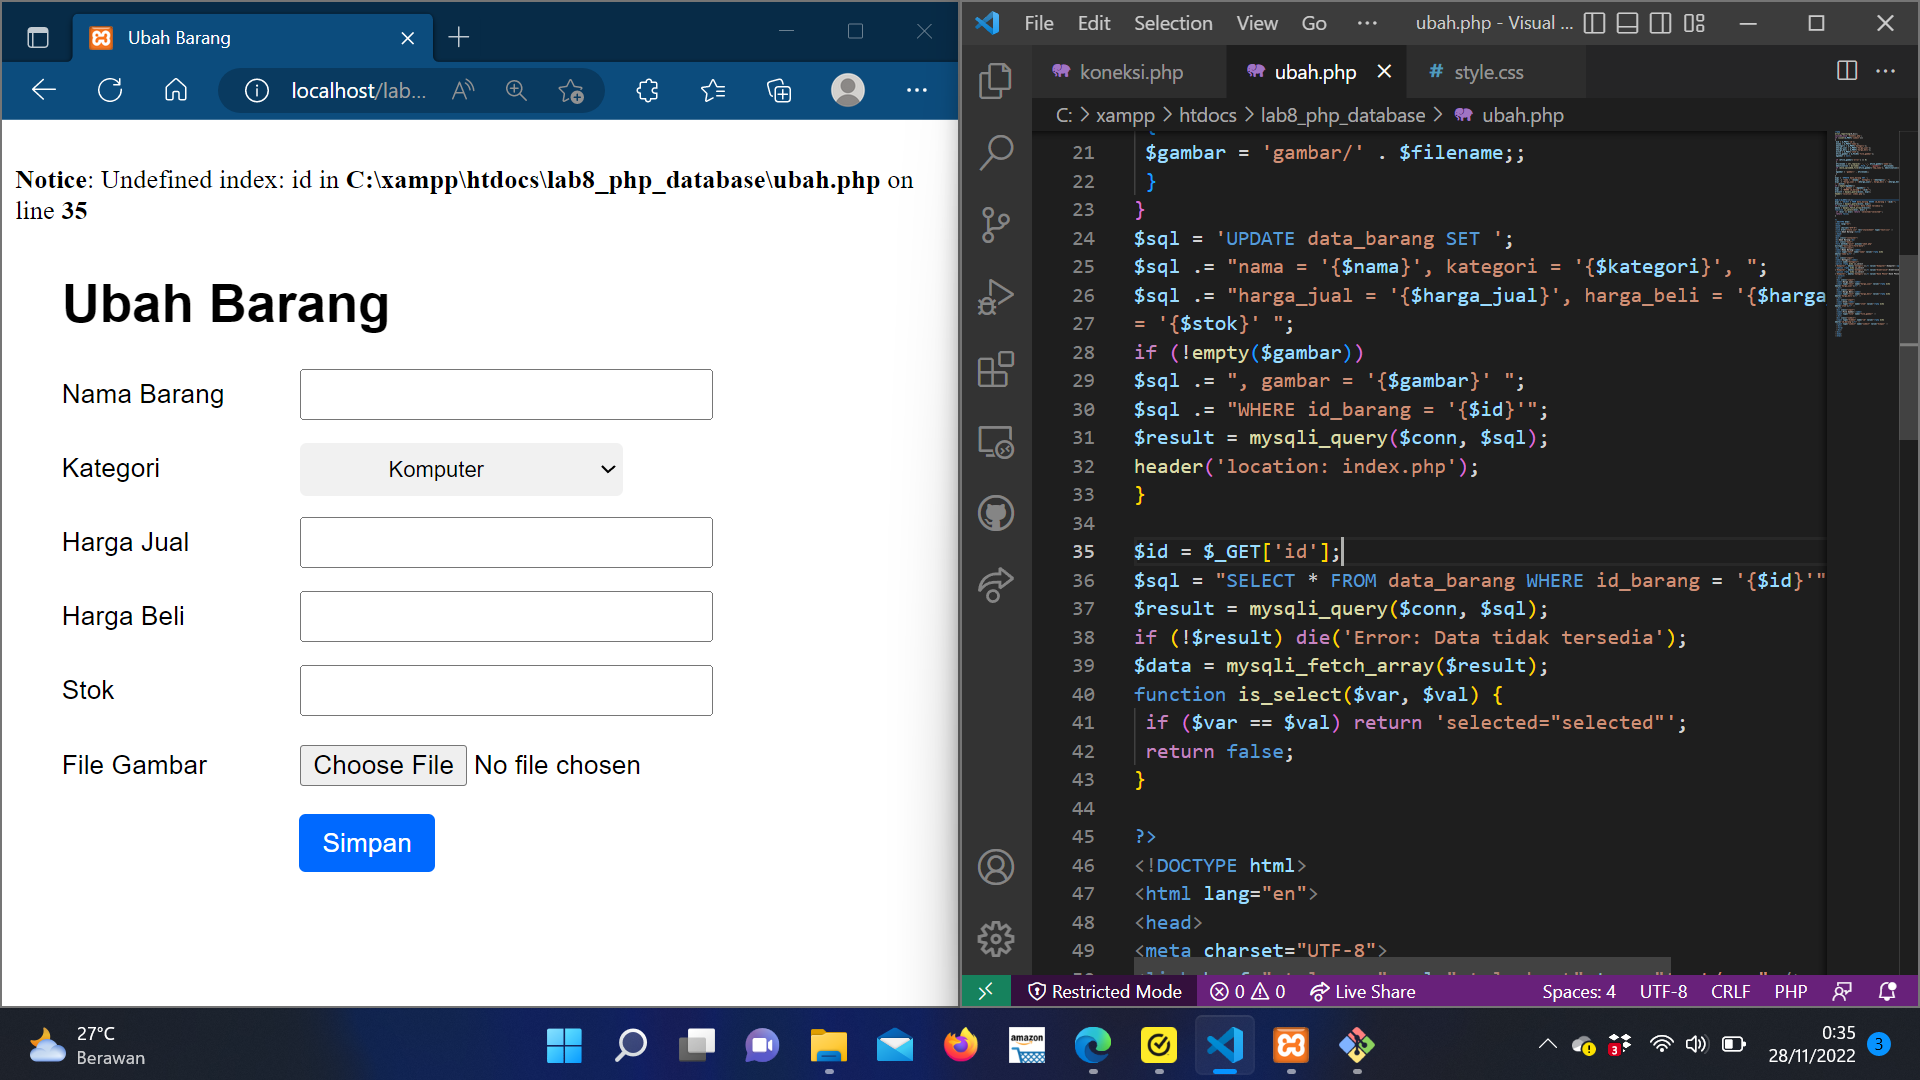 Ubah Barang
localhost/lab...
Notice: Undefined index: id in C:\xampp\htdocs\lab8_php_database\ubah.php on
line 35
Ubah Barang
Nama Barang
Kategori
Komputer
Harga Jual
Harga Beli
Stok
File Gambar
Choose File No file chosen
Simpan
File Edit Selection View Go ··· ubah.php - Visual ...
koneksi.php
ubah.php
# style.css
C: > xampp > htdocs > lab8_php_database > ubah.php
21 $gambar = 'gambar/' . $filename;;
22 }
23 }
24 $sql = 'UPDATE data_barang SET ';
25 $sql .= "nama = '{$nama}', kategori = '{$kategori}', ";
26 $sql .= "harga_jual = '{$harga_jual}', harga_beli = '{$harga
27 = '{$stok}' ";
28 if (!empty($gambar))
29 $sql .= ", gambar = '{$gambar}' ";
30 $sql .= "WHERE id_barang = '{$id}'";
31 $result = mysqli_query($conn, $sql);
32 header('location: index.php');
33 }
34
35 $id = $_GET['id'];
36 $sql = "SELECT * FROM data_barang WHERE id_barang = '{$id}'"
37 $result = mysqli_query($conn, $sql);
38 if (!$result) die('Error: Data tidak tersedia');
39 $data = mysqli_fetch_array($result);
40 function is_select($var, $val) {
41 if ($var == $val) return 'selected="selected"';
42 return false;
43 }
44
45 ?>
46 <!DOCTYPE html>
47 <html lang="en">
48 <head>
49 <meta charset="UTF-8">
Restricted Mode 0 0 Live Share Spaces: 4 UTF-8 CRLF PHP
27°C
Berawan
amazon
3
0:35
28/11/2022
3